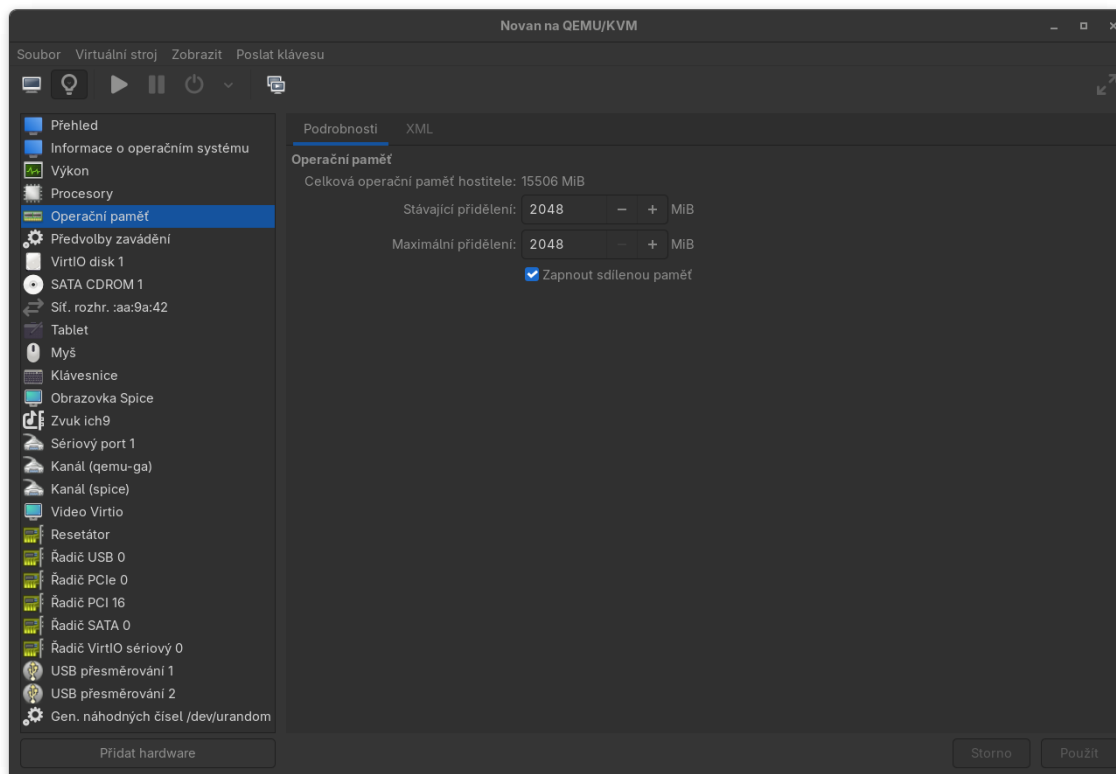 Novan na QEMU/KVM
Soubor Virtuální stroj Zobrazit Poslat klávesu
Přehled
Informace o operačním systému
Výkon
Procesory
Operační paměť
Předvolby zavádění
VirtIO disk 1
SATA CDROM 1
Síť. rozhr. :aa:9a:42
Tablet
Myš
Klávesnice
Obrazovka Spice
Zvuk ich9
Sériový port 1
Kanál (qemu-ga)
Kanál (spice)
Video Virtio
Resetátor
Řadič USB 0
Řadič PCIe 0
Řadič PCI 16
Řadič SATA 0
Řadič VirtIO sériový 0
USB přesměrování 1
USB přesměrování 2
Gen. náhodných čísel /dev/urandom
Přidat hardware
Podrobnosti XML
Operační paměť
Celková operační paměť hostitele: 15506 MiB
Stávající přidělení: 2048 − + MiB
Maximální přidělení: 2048 − + MiB
Zapnout sdílenou paměť
Storno Použít